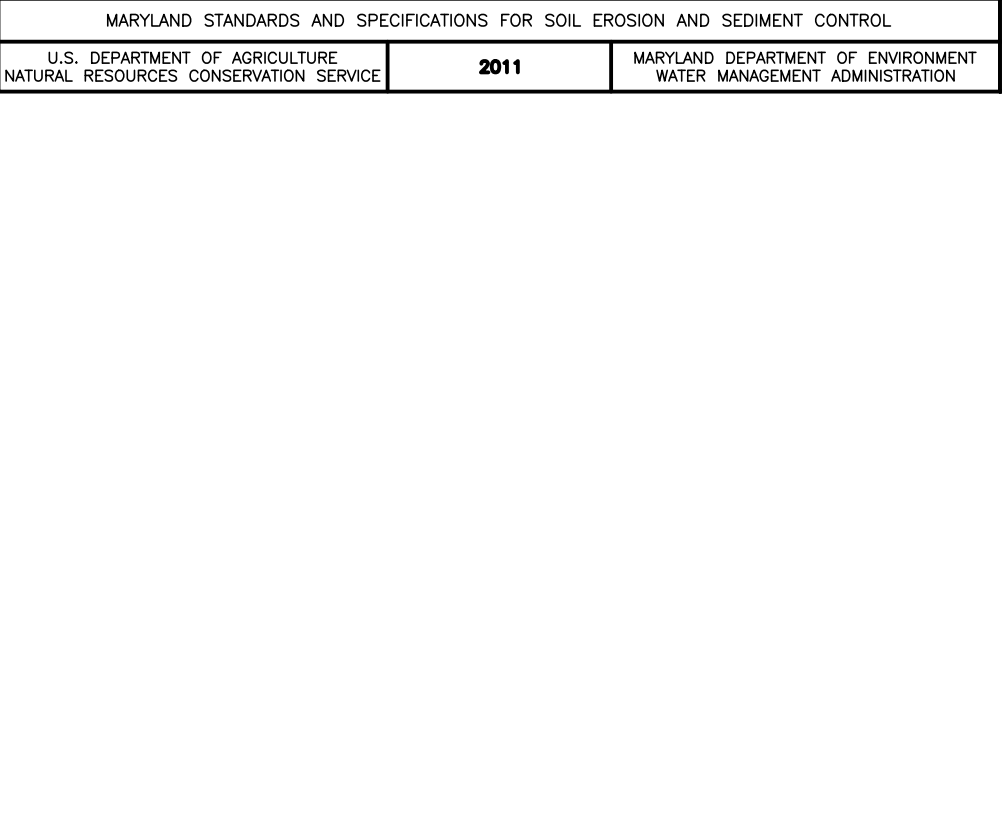 MARYLAND STANDARDS AND SPECIFICATIONS FOR SOIL EROSION AND SEDIMENT CONTROL
U.S. DEPARTMENT OF AGRICULTURE
NATURAL RESOURCES CONSERVATION SERVICE
2011
MARYLAND DEPARTMENT OF ENVIRONMENT
WATER MANAGEMENT ADMINISTRATION